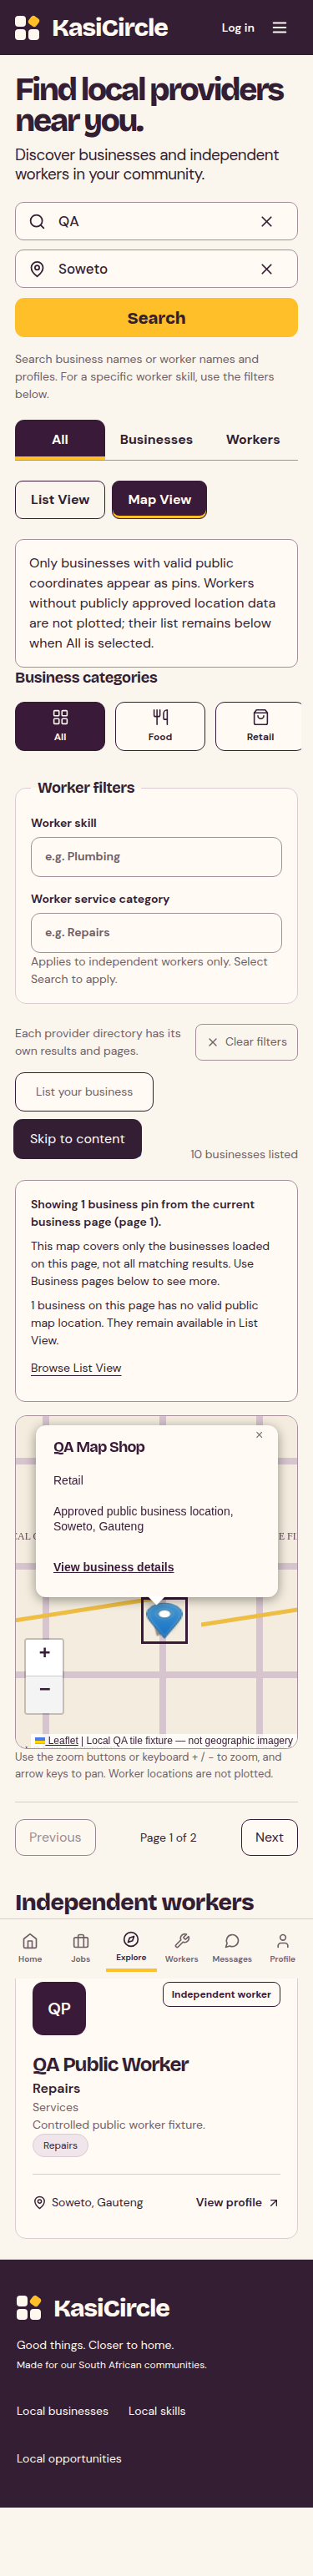 KasiCircle
Log in
Find local providers
near you.
Discover businesses and independent
workers in your community.
QA
Soweto
Search
Search business names or worker names and
profiles. For a specific worker skill, use the filters
below.
All
Businesses
Workers
List View
Map View
Only businesses with valid public
coordinates appear as pins. Workers
without publicly approved location data
are not plotted; their list remains below
when All is selected.
Business categories
All
Food
Retail
Worker filters
Worker skill
e.g. Plumbing
Worker service category
e.g. Repairs
Applies to independent workers only. Select
Search to apply.
Each provider directory has its
own results and pages.
Clear filters
List your business
Skip to content
10 businesses listed
Showing 1 business pin from the current
business page (page 1).
This map covers only the businesses loaded
on this page, not all matching results. Use
Business pages below to see more.
1 business on this page has no valid public
map location. They remain available in List
View.
Browse List View
QA Map Shop
×
Retail
Approved public business location,
Soweto, Gauteng
View business details
+
−
Leaflet | Local QA tile fixture — not geographic imagery
Use the zoom buttons or keyboard + / - to zoom, and
arrow keys to pan. Worker locations are not plotted.
Previous
Page 1 of 2
Next
Independent workers
Home
Jobs
Explore
Workers
Messages
Profile
QP
Independent worker
QA Public Worker
Repairs
Services
Controlled public worker fixture.
Repairs
Soweto, Gauteng
View profile
KasiCircle
Good things. Closer to home.
Made for our South African communities.
Local businesses
Local skills
Local opportunities